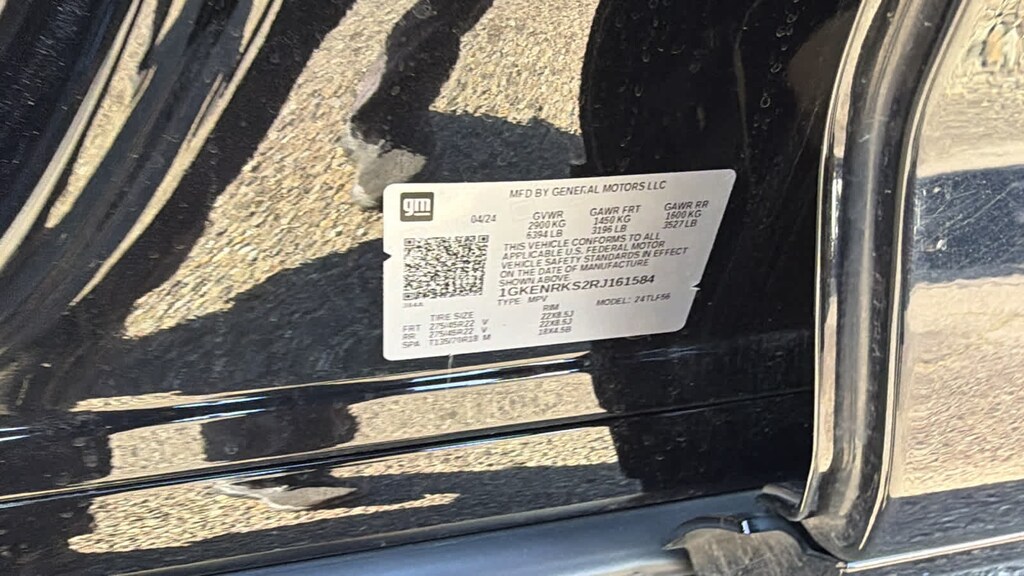 gm
MFD BY GENERAL MOTORS LLC
04/24
GVWR GAWR FRT GAWR RR
2900 KG 1450 KG 1600 KG
6394 LB 3196 LB 3527 LB
THIS VEHICLE CONFORMS TO ALL
APPLICABLE U.S. FEDERAL MOTOR
VEHICLE SAFETY STANDARDS IN EFFECT
ON THE DATE OF MANUFACTURE
SHOWN ABOVE.
1GKENRKS2RJ161584
TYPE: MPV MODEL: 24TLF56
TIRE SIZE RIM
FRT 275/45R22 V 22X8.5J
RR 275/45R22 V 22X8.5J
SPA T135/70R18 M 18X4.5B